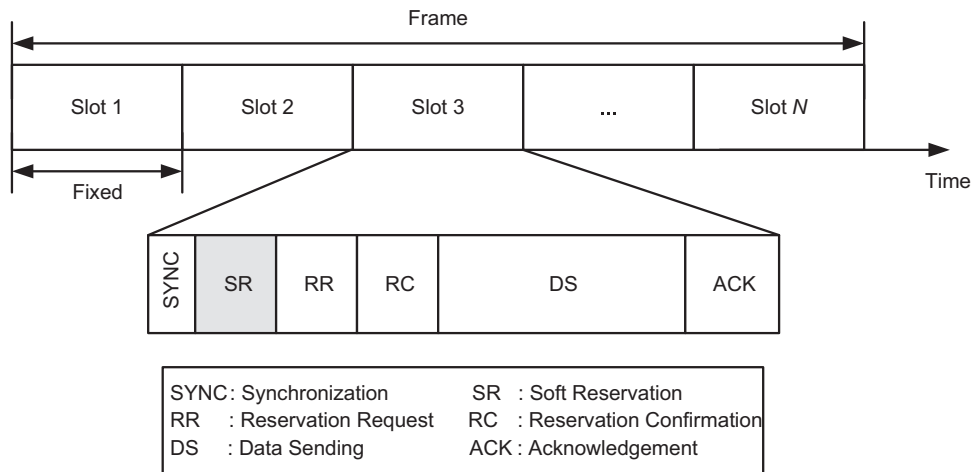 Frame
Slot 1 Slot 2 Slot 3 ... Slot N
Fixed
Time
SYNC SR RR RC DS ACK
SYNC : Synchronization SR : Soft Reservation
RR : Reservation Request RC : Reservation Confirmation
DS : Data Sending ACK : Acknowledgement